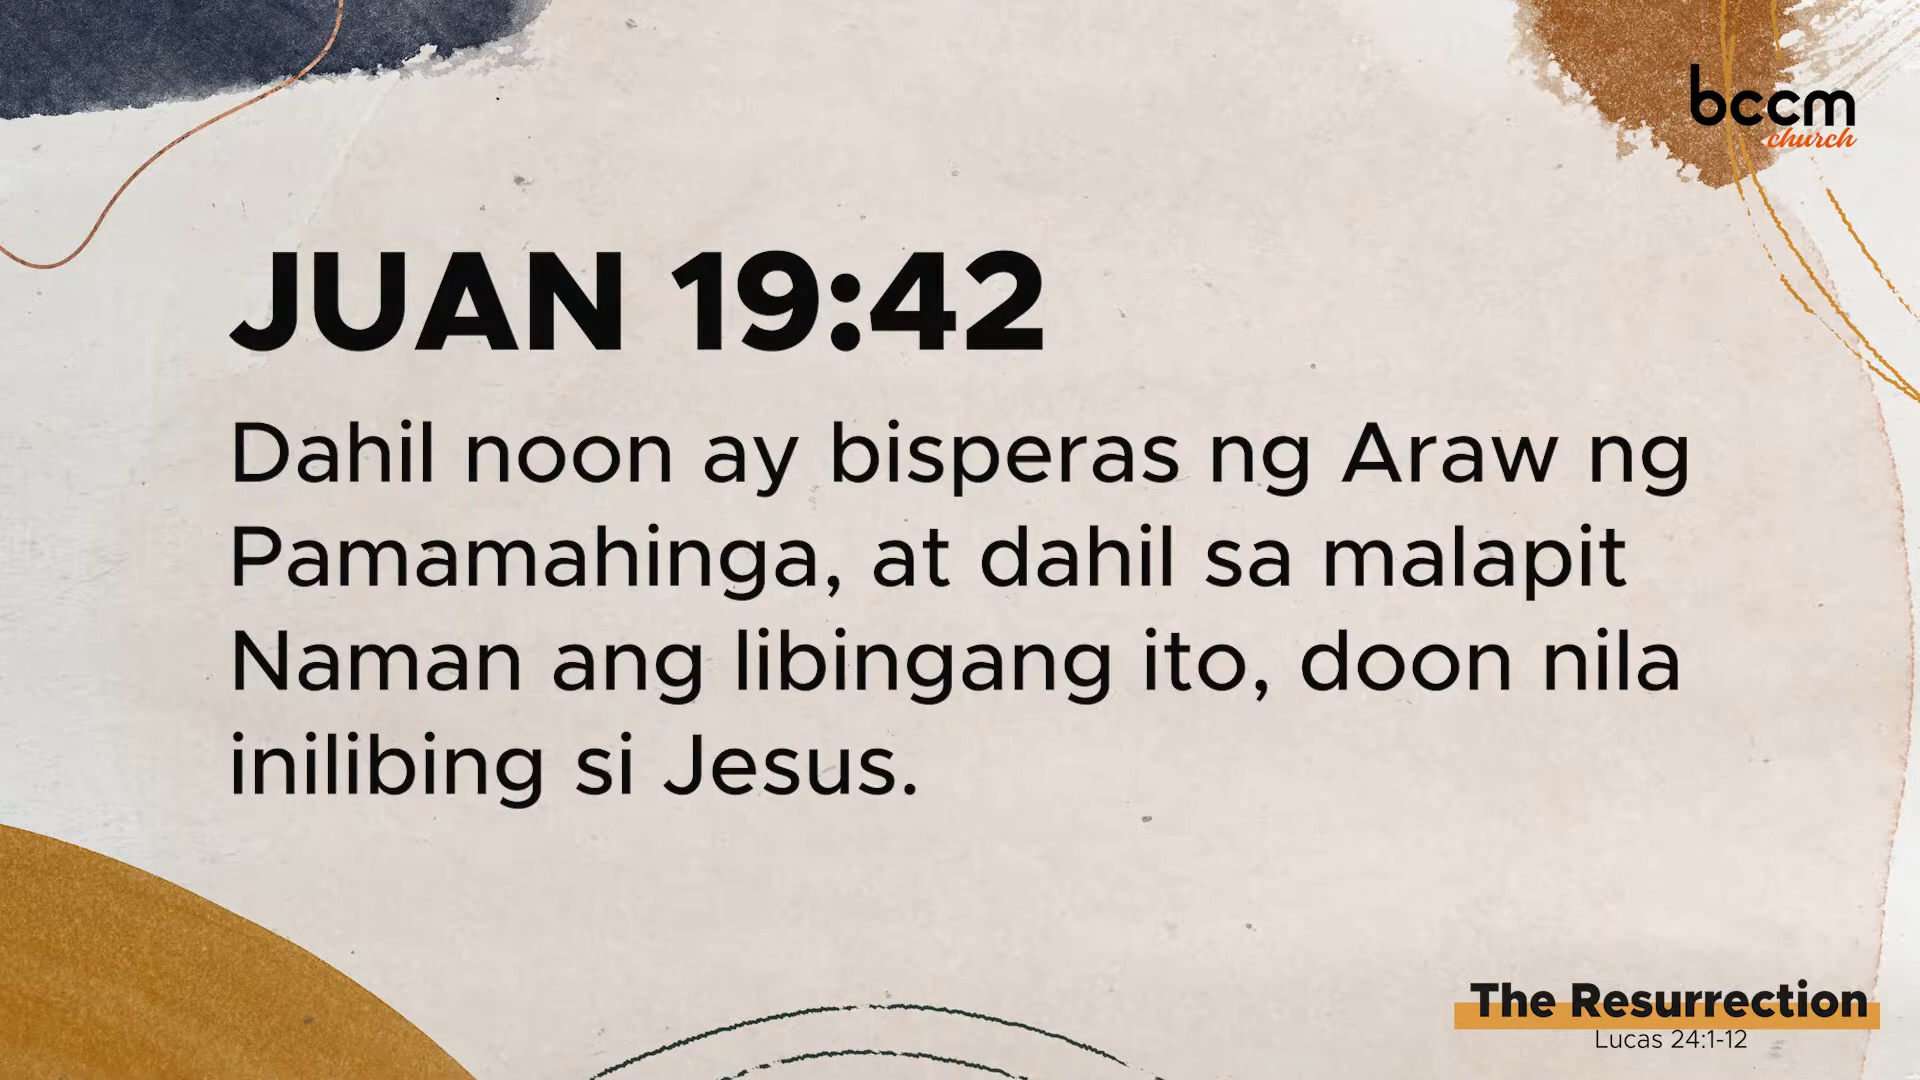 bccm
church
JUAN 19:42
Dahil noon ay bisperas ng Araw ng
Pamamahinga, at dahil sa malapit
Naman ang libingang ito, doon nila
inilibing si Jesus.
The Resurrection
Lucas 24:1-12